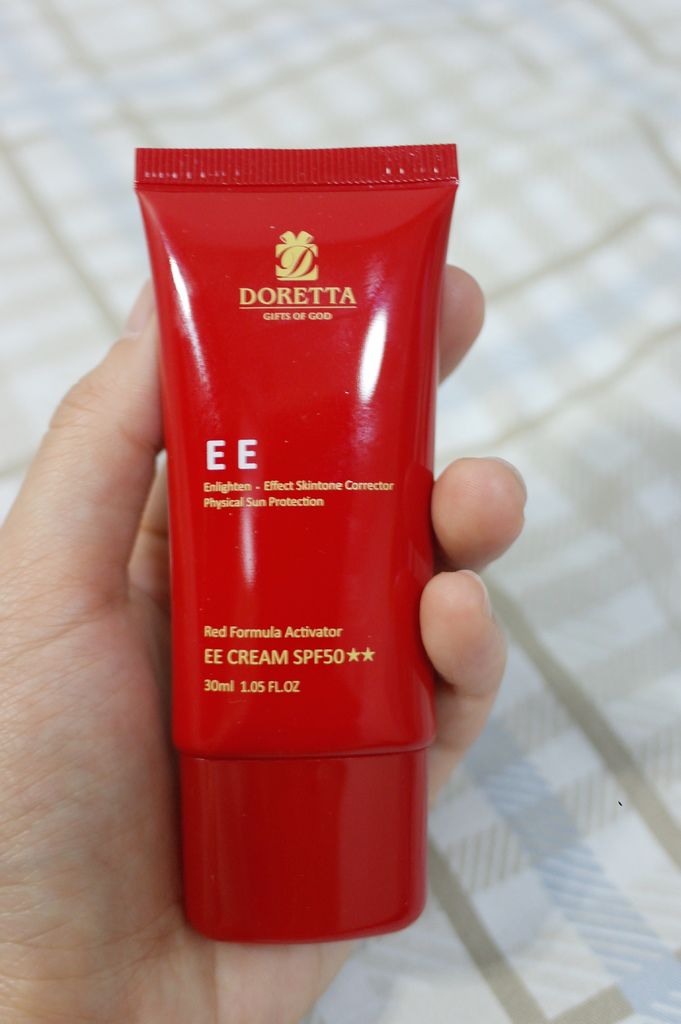 D
DORETTA
GIFTS OF GOD
EE
Enlighten - Effect Skintone Corrector
Physical Sun Protection
Red Formula Activator
EE CREAM SPF50★★
30ml 1.05 FL.OZ